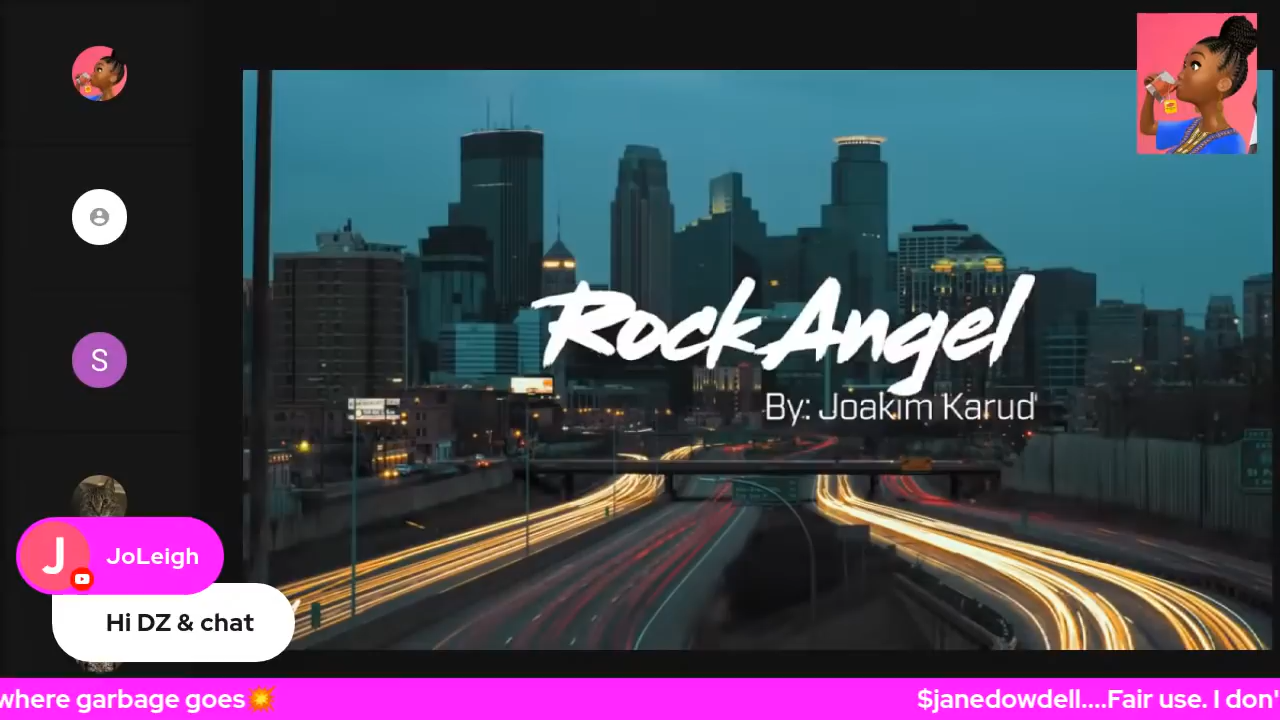 RockAngel
By: Joakim Karud
S
J
JoLeigh
Hi DZ & chat
where garbage goes💥
$janedowdell....Fair use. I don'